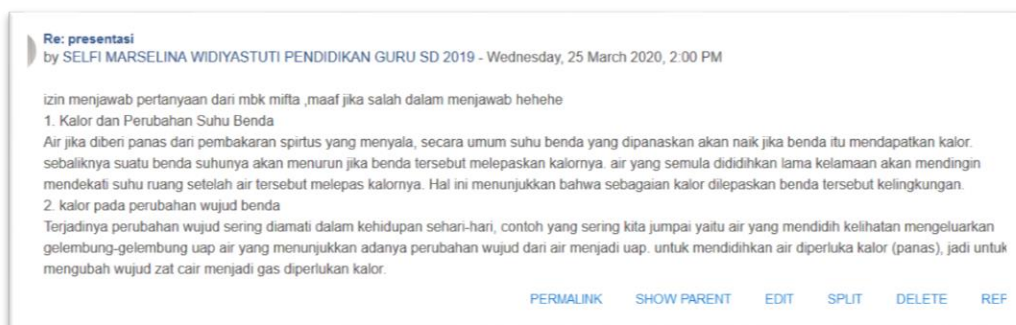 Re: presentasi
by SELFI MARSELINA WIDIYASTUTI PENDIDIKAN GURU SD 2019 - Wednesday, 25 March 2020, 2:00 PM
izin menjawab pertanyaan dari mbk mifta ,maaf jika salah dalam menjawab hehehe
1. Kalor dan Perubahan Suhu Benda
Air jika diberi panas dari pembakaran spirtus yang menyala, secara umum suhu benda yang dipanaskan akan naik jika benda itu mendapatkan kalor.
sebaliknya suatu benda suhunya akan menurun jika benda tersebut melepaskan kalornya. air yang semula dididihkan lama kelamaan akan mendingin
mendekati suhu ruang setelah air tersebut melepas kalornya. Hal ini menunjukkan bahwa sebagaian kalor dilepaskan benda tersebut kelingkungan.
2. kalor pada perubahan wujud benda
Terjadinya perubahan wujud sering diamati dalam kehidupan sehari-hari, contoh yang sering kita jumpai yaitu air yang mendidih kelihatan mengeluarkan
gelembung-gelembung uap air yang menunjukkan adanya perubahan wujud dari air menjadi uap. untuk mendidihkan air diperluka kalor (panas), jadi untuk
mengubah wujud zat cair menjadi gas diperlukan kalor.
PERMALINK SHOW PARENT EDIT SPLIT DELETE REF